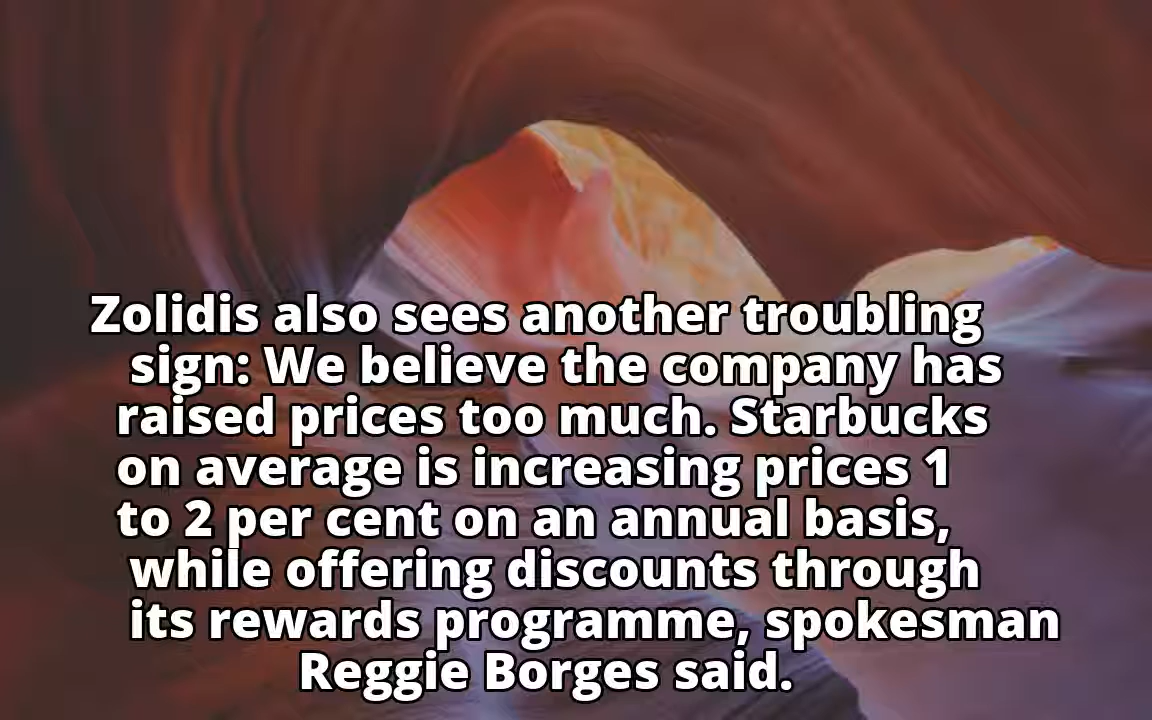 Zolidis also sees another troubling
sign: We believe the company has
raised prices too much. Starbucks
on average is increasing prices 1
to 2 per cent on an annual basis,
while offering discounts through
its rewards programme, spokesman
Reggie Borges said.